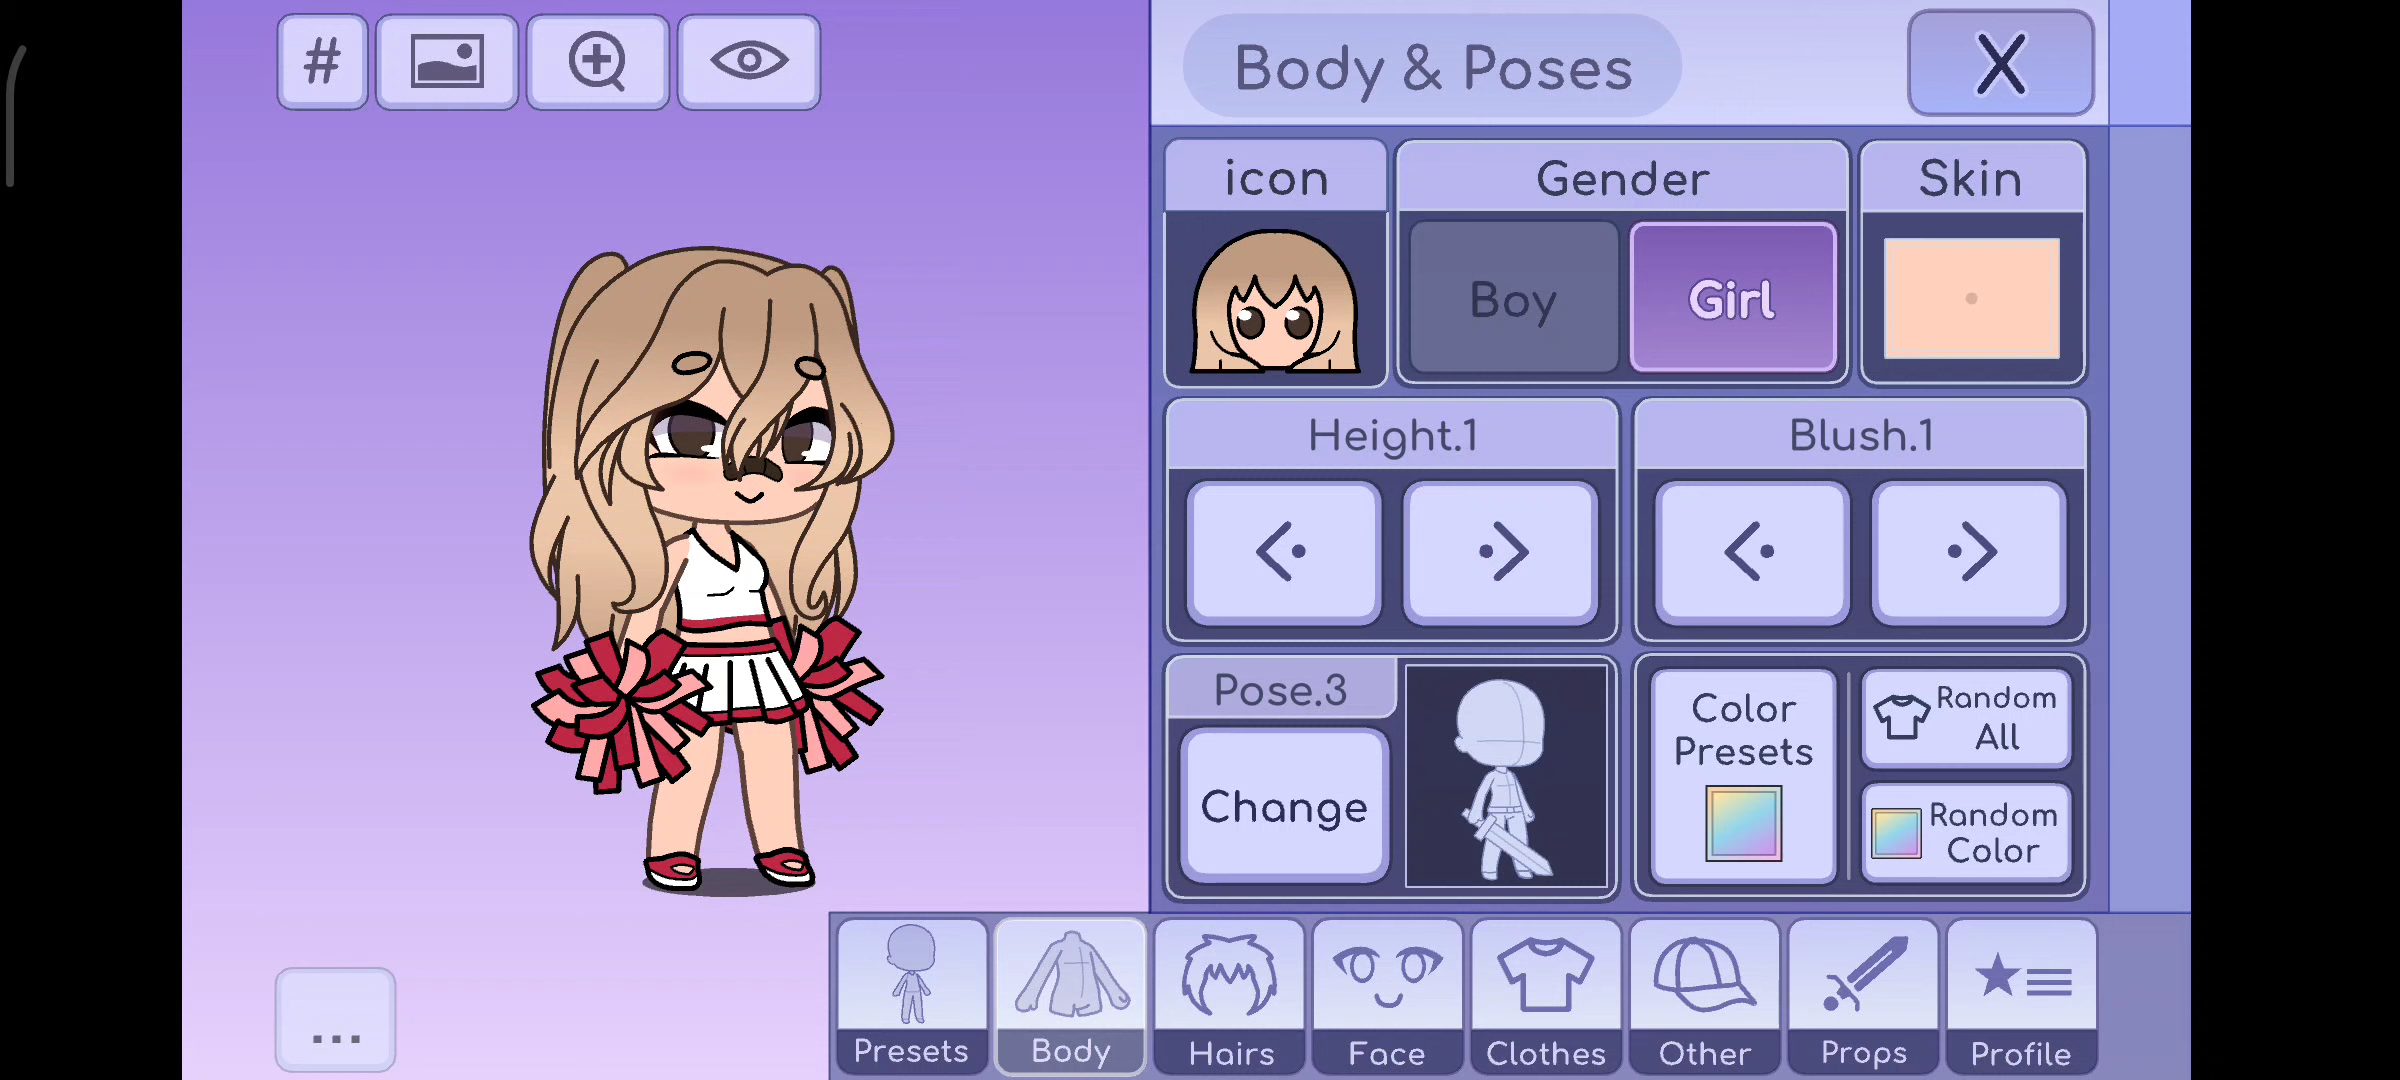 #
Body & Poses
X
icon
Gender
Skin
Boy
Girl
Height.1
Blush.1
Pose.3
Change
Color
Presets
Random
All
Random
Color
...
Presets
Body
Hairs
Face
Clothes
Other
Props
Profile